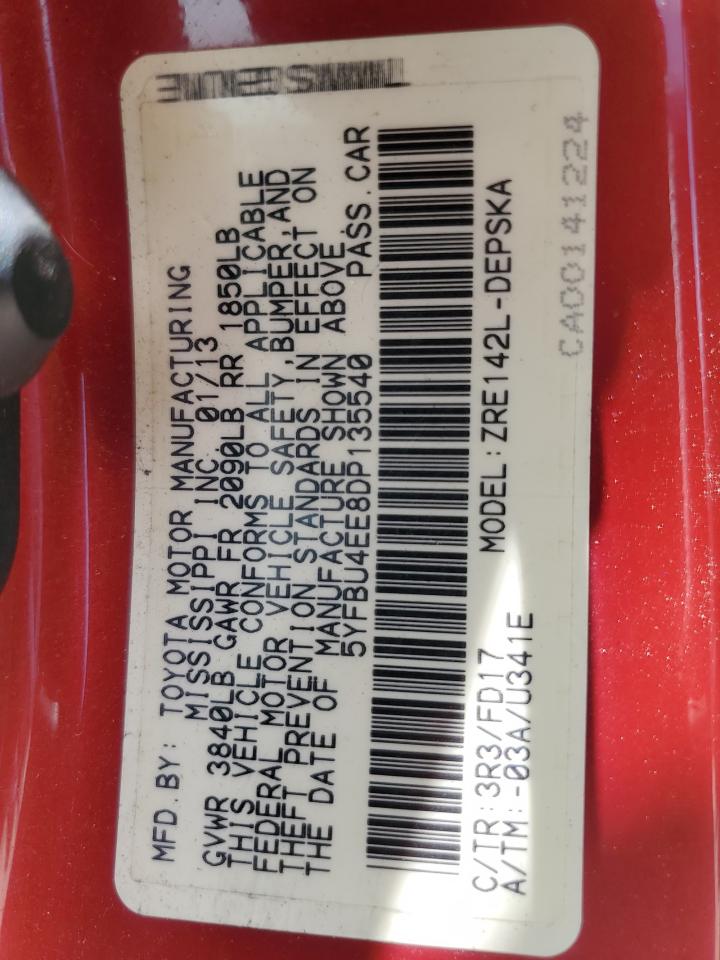 MFD.BY: TOYOTA MOTOR MANUFACTURING
MISSISSIPPI INC. 01/13
GVWR 3840LB GAWR FR 2090LB RR 1850LB
THIS VEHICLE CONFORMS TO ALL APPLICABLE
FEDERAL MOTOR VEHICLE SAFETY,BUMPER,AND
THEFT PREVENTION STANDARDS IN EFFECT ON
THE DATE OF MANUFACTURE SHOWN ABOVE
5YFBU4EE8DP135540 PASS.CAR
MODEL:ZRE142L-DEPSKA
C/TR:3R3/FD17
A/TM:-03A/U341E
CA00141224